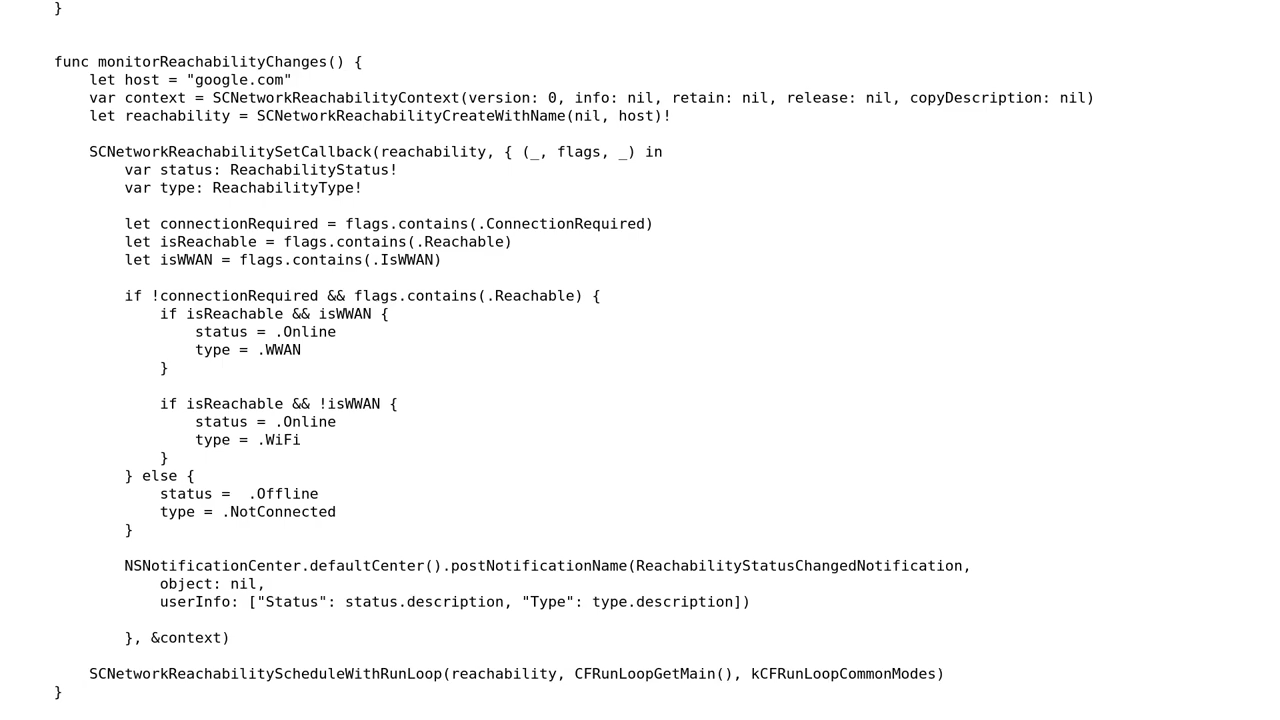 }
func monitorReachabilityChanges() {
    let host = "google.com"
    var context = SCNetworkReachabilityContext(version: 0, info: nil, retain: nil, release: nil, copyDescription: nil)
    let reachability = SCNetworkReachabilityCreateWithName(nil, host)!

    SCNetworkReachabilitySetCallback(reachability, { (_, flags, _) in
        var status: ReachabilityStatus!
        var type: ReachabilityType!

        let connectionRequired = flags.contains(.ConnectionRequired)
        let isReachable = flags.contains(.Reachable)
        let isWWAN = flags.contains(.IsWWAN)

        if !connectionRequired && flags.contains(.Reachable) {
            if isReachable && isWWAN {
                status = .Online
                type = .WWAN
            }

            if isReachable && !isWWAN {
                status = .Online
                type = .WiFi
            }
        } else {
            status =  .Offline
            type = .NotConnected
        }

        NSNotificationCenter.defaultCenter().postNotificationName(ReachabilityStatusChangedNotification,
            object: nil,
            userInfo: ["Status": status.description, "Type": type.description])

        }, &context)

    SCNetworkReachabilityScheduleWithRunLoop(reachability, CFRunLoopGetMain(), kCFRunLoopCommonModes)
}